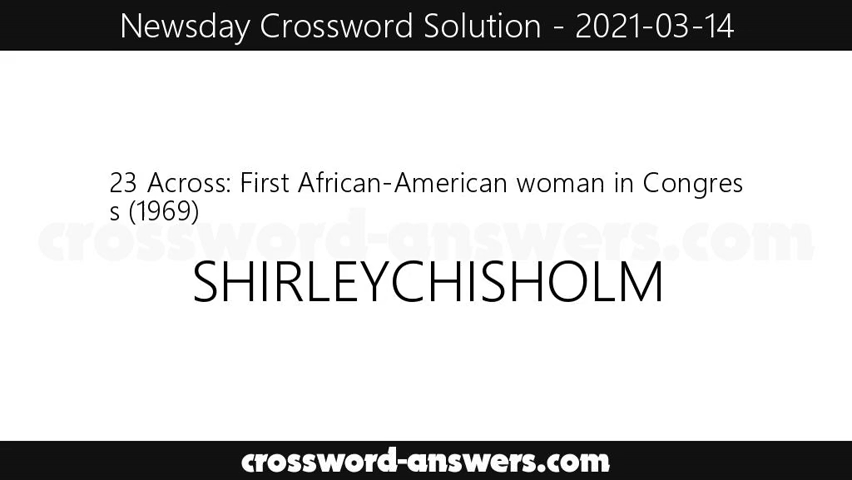 Newsday Crossword Solution - 2021-03-14
23 Across: First African-American woman in Congres
s (1969)
crossword-answers.com
SHIRLEYCHISHOLM
crossword-answers.com